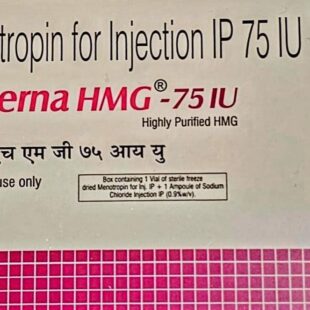 otropin for Injection IP 75 IU
erna HMG®-75 IU
Highly Purified HMG
एच एम जी ७५ आय यु
use only
Box containing 1 Vial of sterile freeze
dried Menotropin for Inj. IP + 1 Ampoule of Sodium
Chloride Injection IP (0.9%w/v).